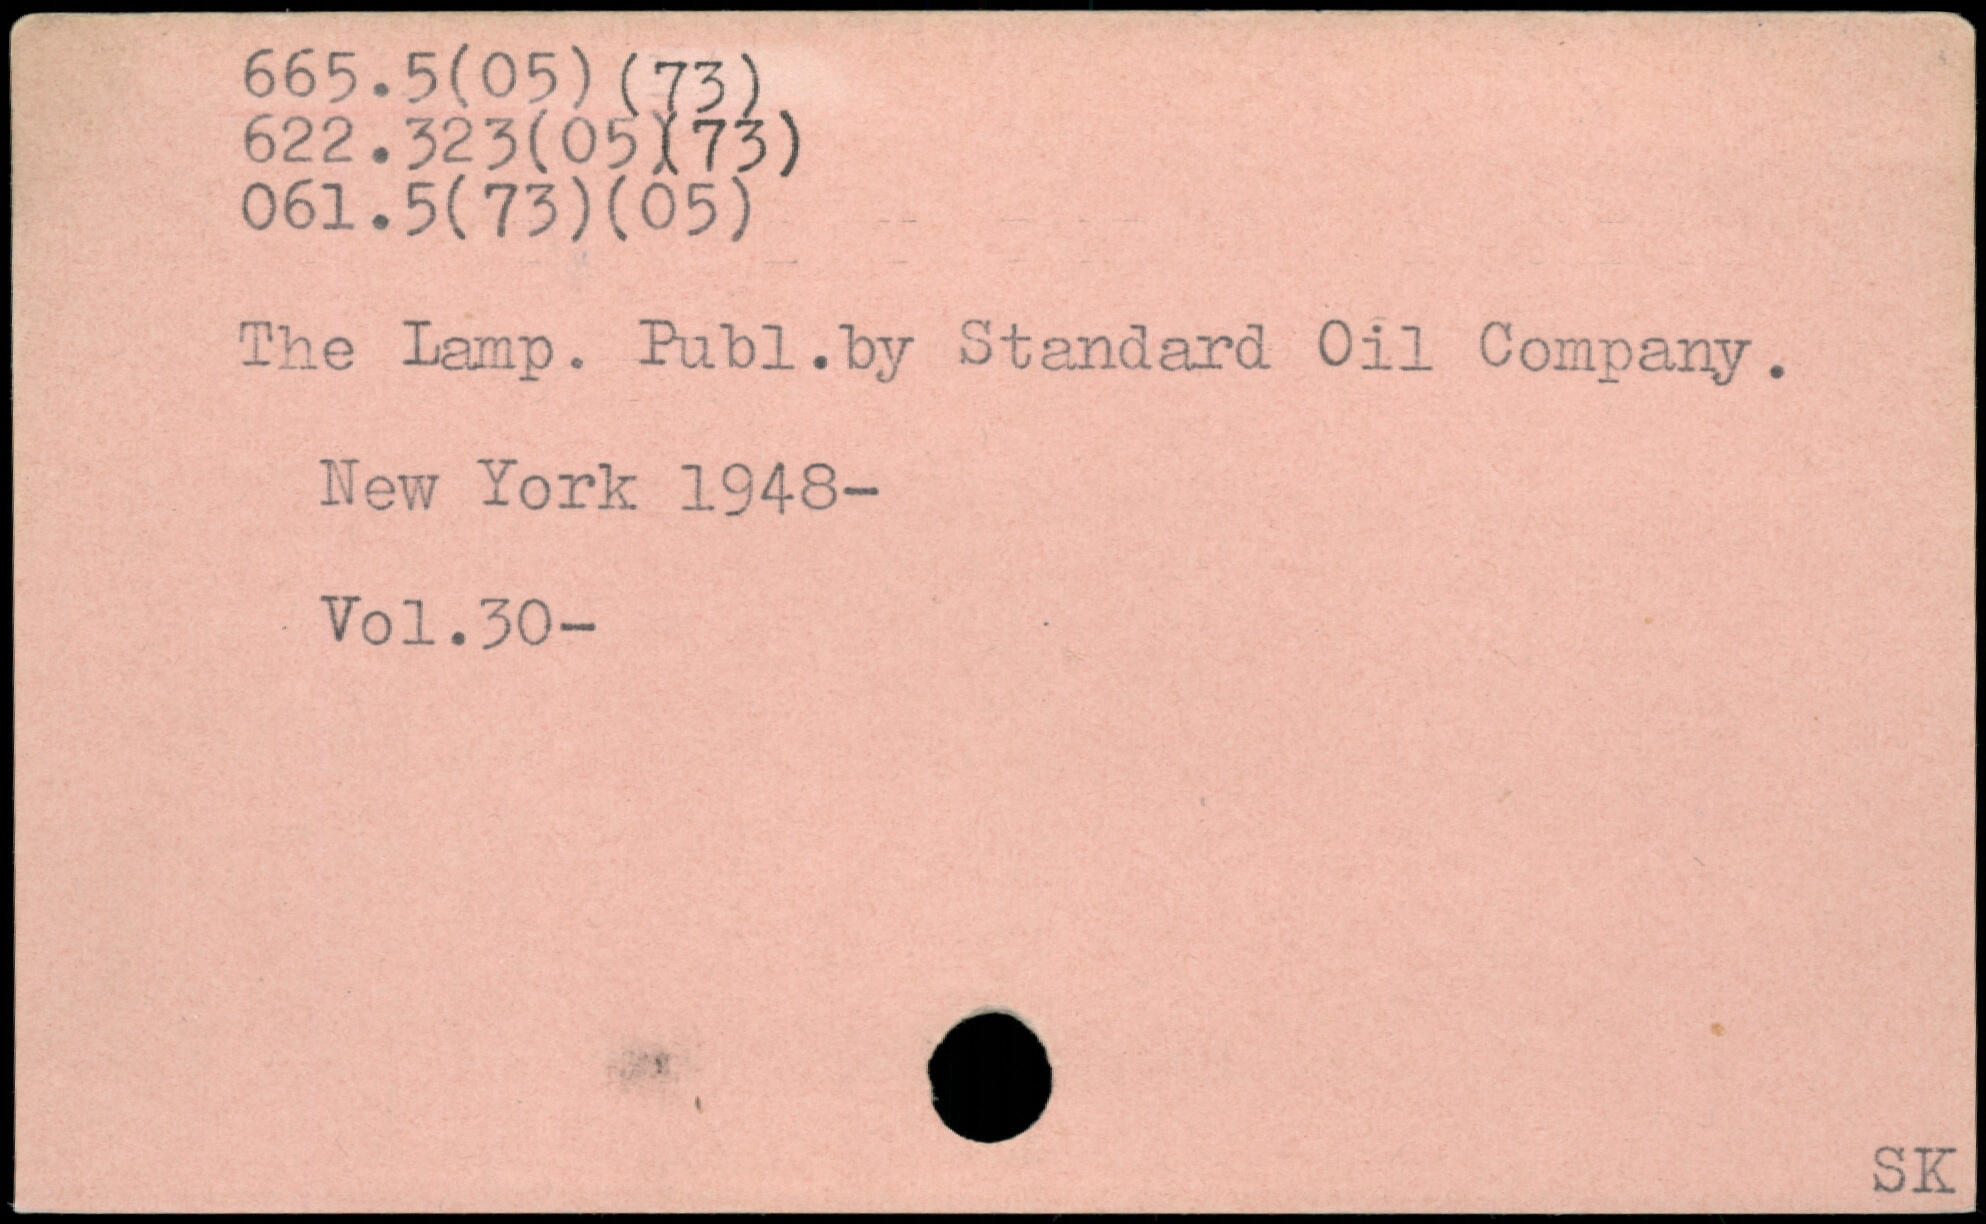 665.5(05)(73)
622.323(05)(73)
061.5(73)(05)
The Lamp. Publ.by Standard Oil Company.
New York 1948-
Vol.30-
SK